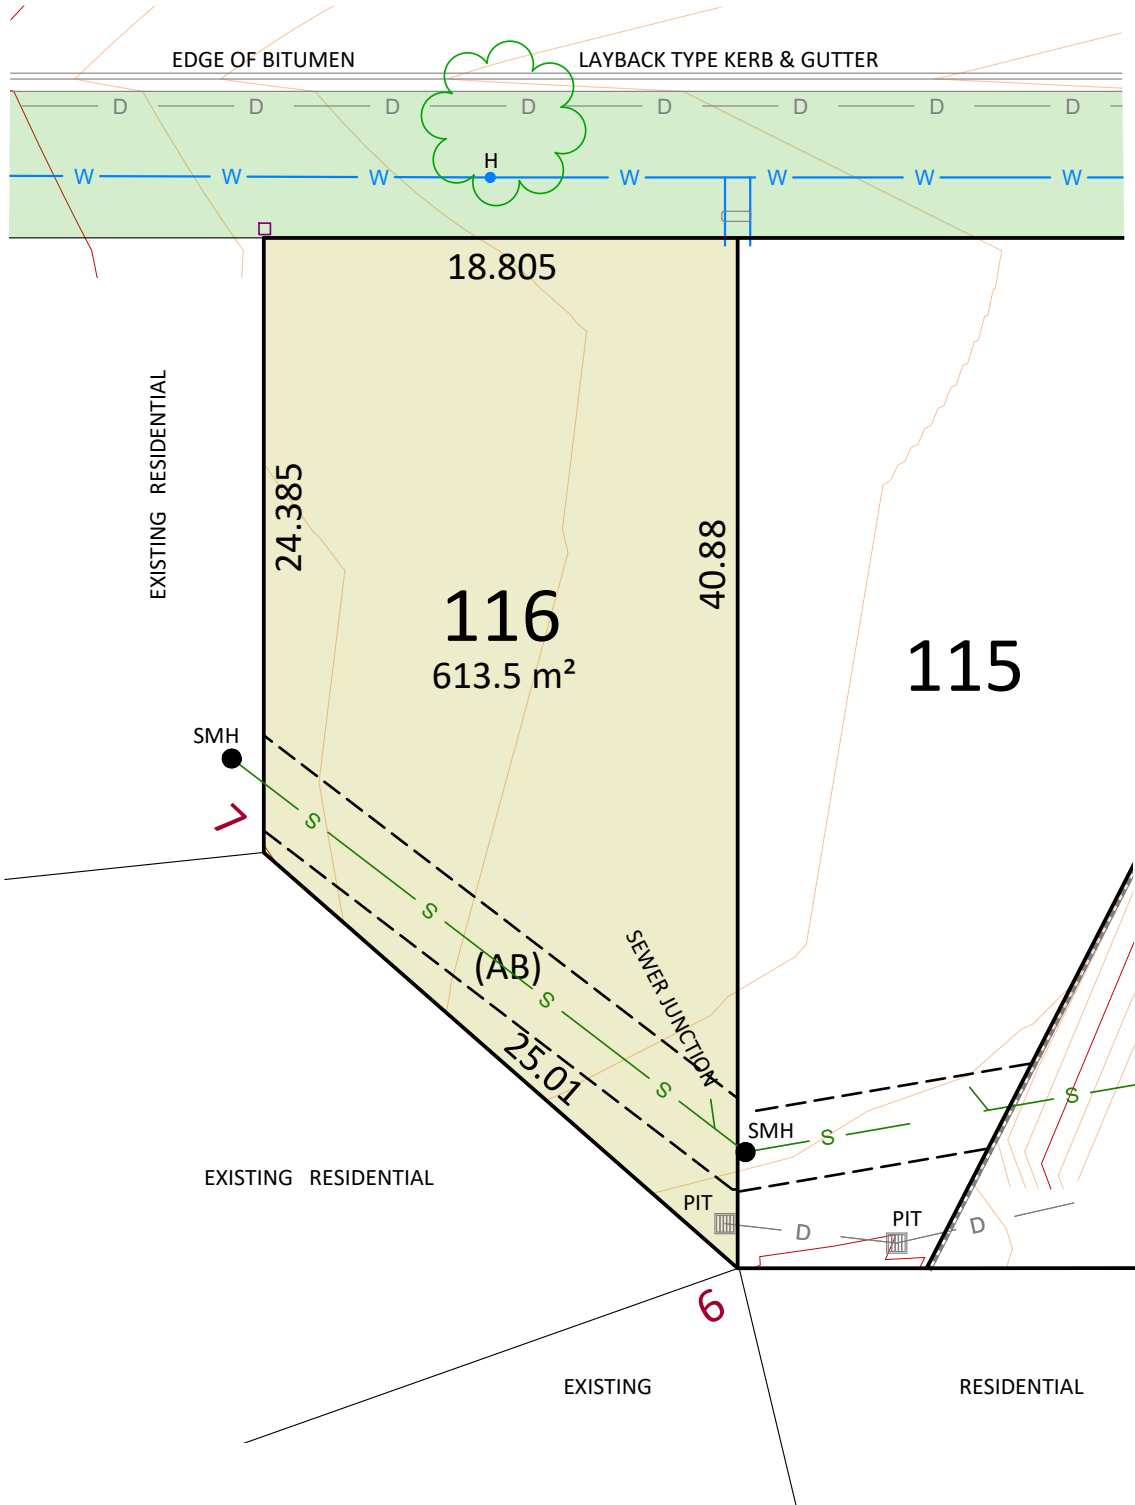 EDGE OF BITUMEN
LAYBACK TYPE KERB & GUTTER
D D D D D D D D
H
W W W W W W W
18.805
EXISTING RESIDENTIAL
24.385
40.88
116
613.5 m²
115
SMH
7
S
S
(AB)
S
SEWER JUNCTION
25.01
S
S
SMH
S
EXISTING RESIDENTIAL
PIT
D
PIT
D
6
EXISTING
RESIDENTIAL